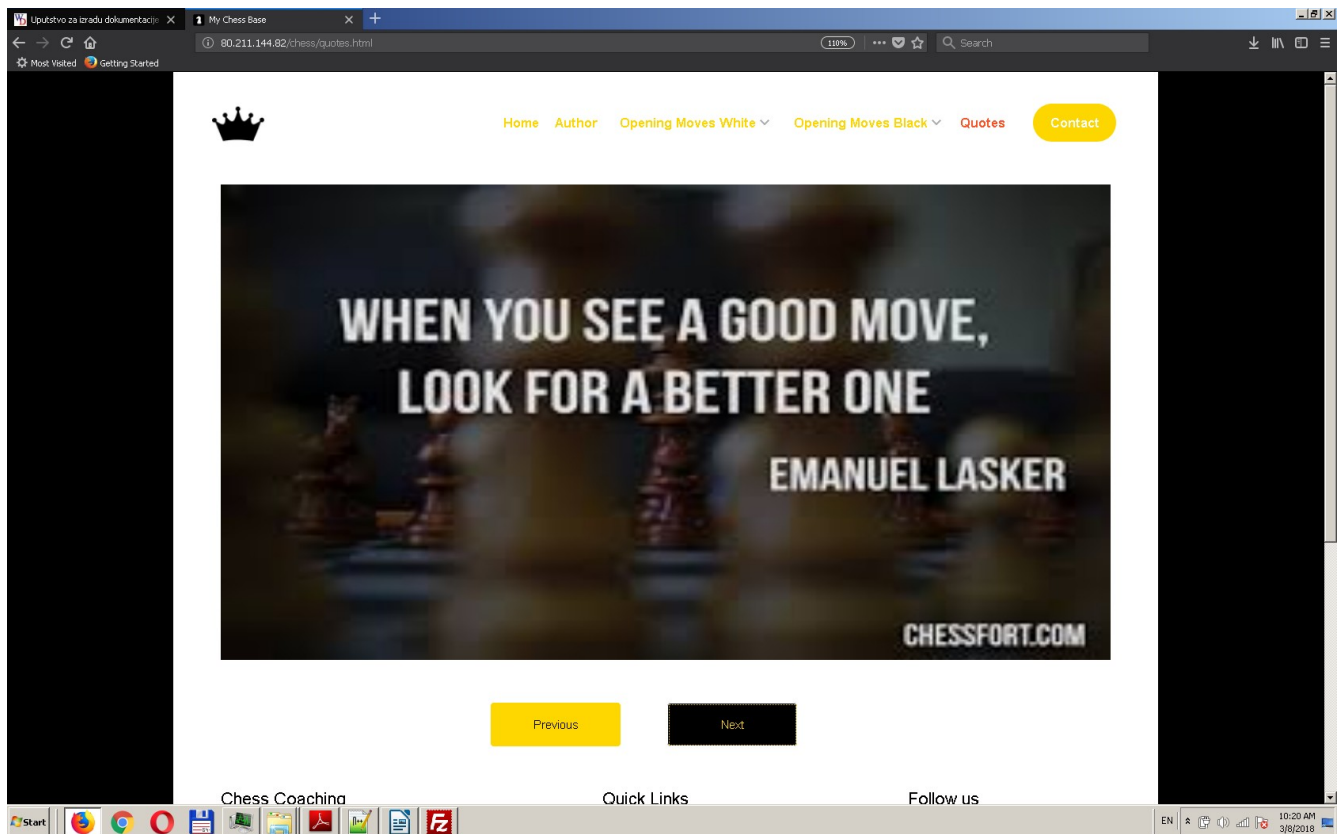 Uputstvo za izradu dokumentacije
My Chess Base
80.211.144.82/chess/quotes.html
110%
Search
Most Visited
Getting Started
Home
Author
Opening Moves White
Opening Moves Black
Quotes
Contact
WHEN YOU SEE A GOOD MOVE,
LOOK FOR A BETTER ONE
EMANUEL LASKER
CHESSFORT.COM
Previous
Next
Chess Coaching
Quick Links
Follow us
Start
EN
10:20 AM
3/8/2018